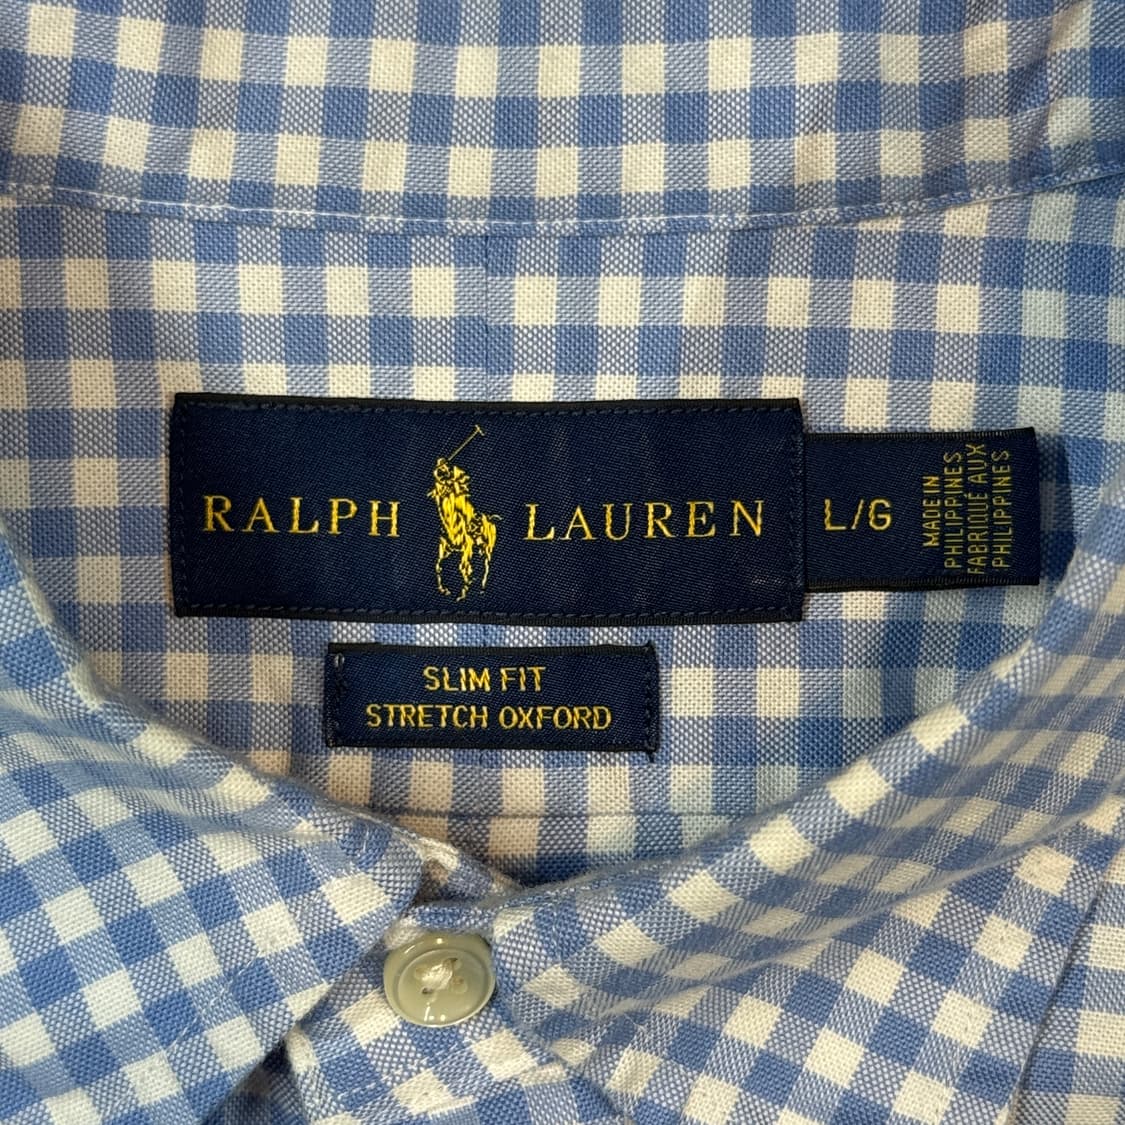 RALPH LAUREN
L/G
MADE IN
PHILIPPINES
FABRIQUÉ AUX
PHILIPPINES
SLIM FIT
STRETCH OXFORD